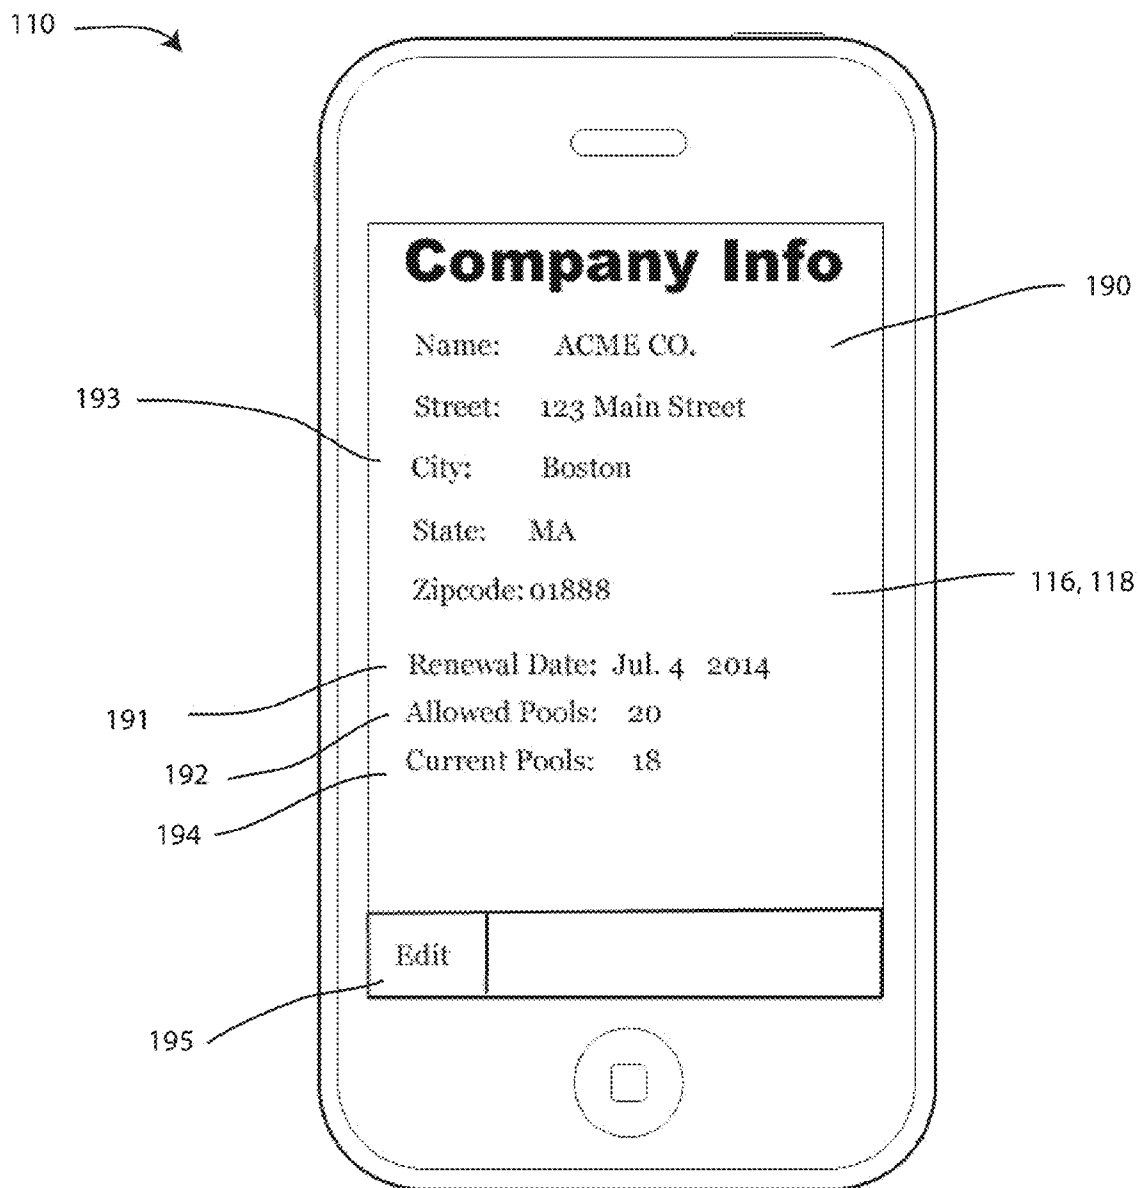 110
Company Info
190
Name: ACME CO.
193
Street: 123 Main Street
City: Boston
State: MA
Zipcode: 01888
116, 118
Renewal Date: Jul. 4 2014
191
Allowed Pools: 20
192
Current Pools: 18
194
Edit
195